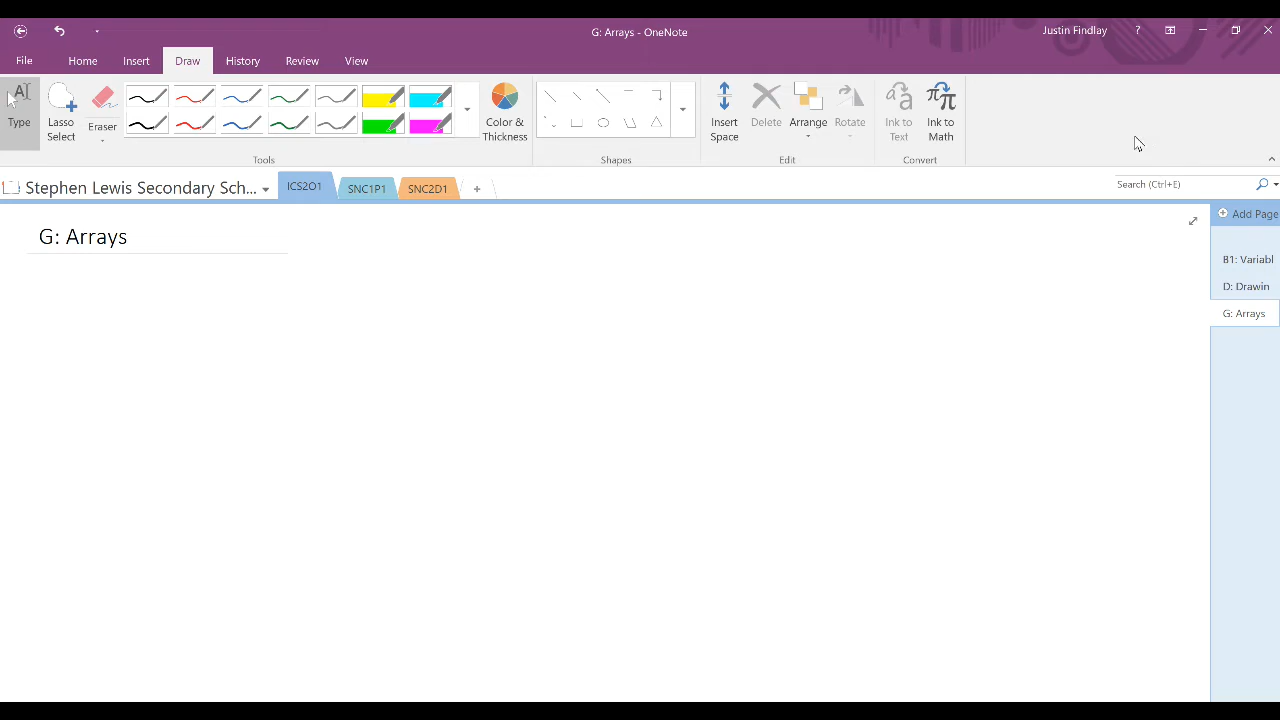 G: Arrays - OneNote
Justin Findlay
?
File
Home
Insert
Draw
History
Review
View
Type
Lasso
Select
Eraser
Color &
Thickness
Insert
Space
Delete
Arrange
Rotate
Ink to
Text
Ink to
Math
Tools
Shapes
Edit
Convert
Stephen Lewis Secondary Sch...
ICS2O1
SNC1P1
SNC2D1
+
Search (Ctrl+E)
G: Arrays
Add Page
B1: Variabl
D: Drawin
G: Arrays